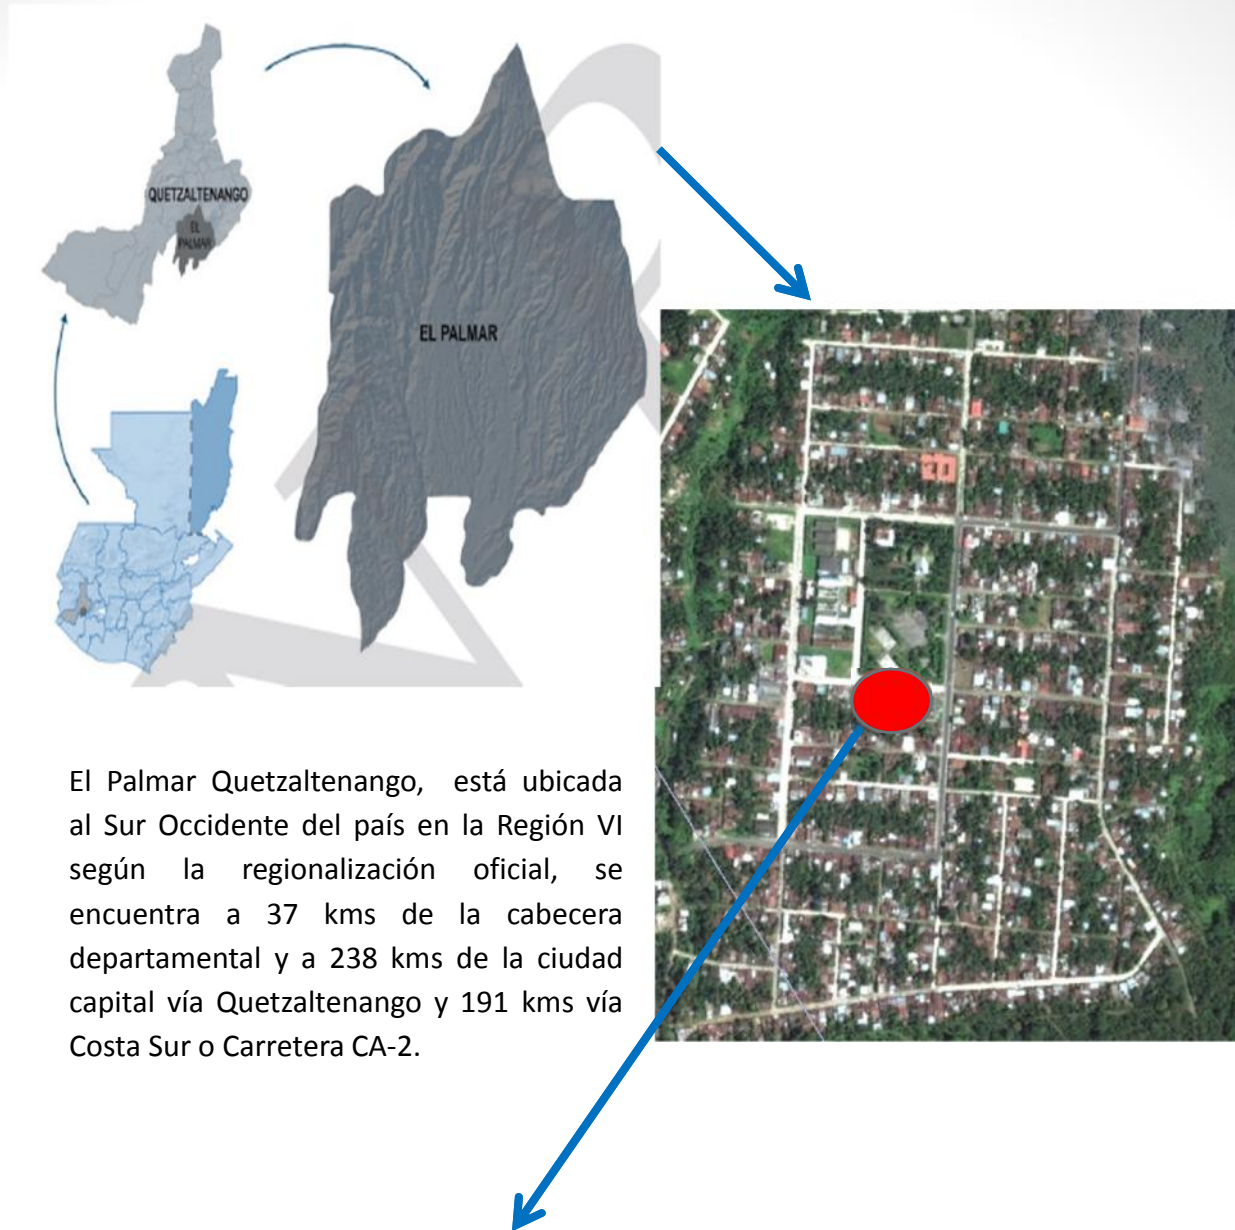 QUETZALTENANGO
EL
PALMAR
EL PALMAR
El Palmar Quetzaltenango, está ubicada
al Sur Occidente del país en la Región VI
según la regionalización oficial, se
encuentra a 37 kms de la cabecera
departamental y a 238 kms de la ciudad
capital vía Quetzaltenango y 191 kms vía
Costa Sur o Carretera CA-2.